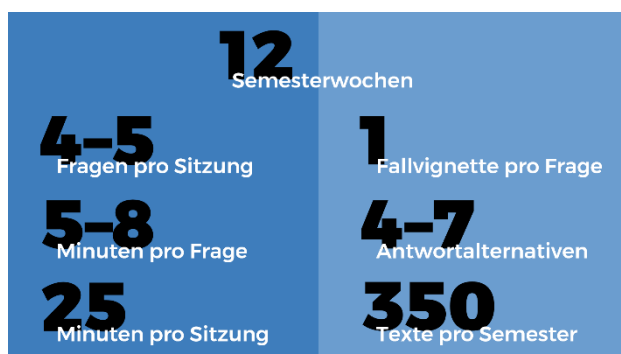 12
Semesterwochen
4–5
Fragen pro Sitzung
1
Fallvignette pro Frage
5–8
Minuten pro Frage
4–7
Antwortalternativen
25
Minuten pro Sitzung
350
Texte pro Semester